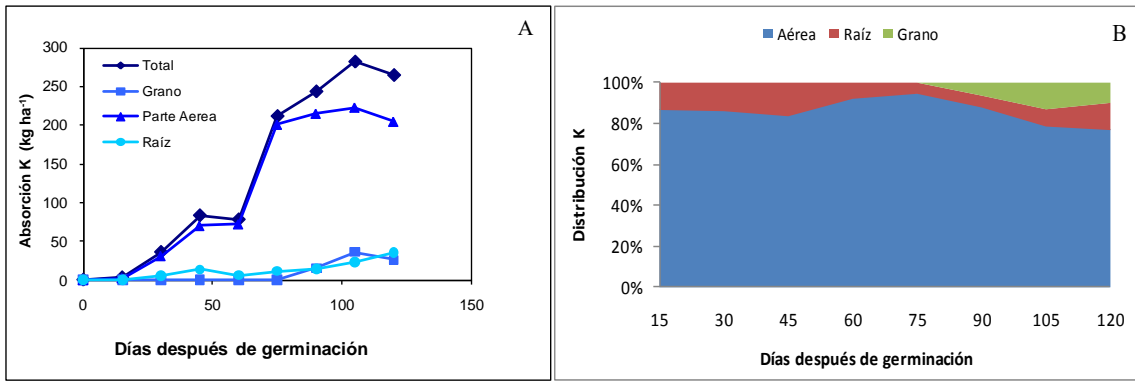 A
Absorción K (kg ha⁻¹)
300
250
200
150
100
50
0
Total
Grano
Parte Aerea
Raíz
0 50 100 150
Días después de germinación
B
Aérea Raíz Grano
Distribución K
100%
80%
60%
40%
20%
0%
15 30 45 60 75 90 105 120
Días después de germinación